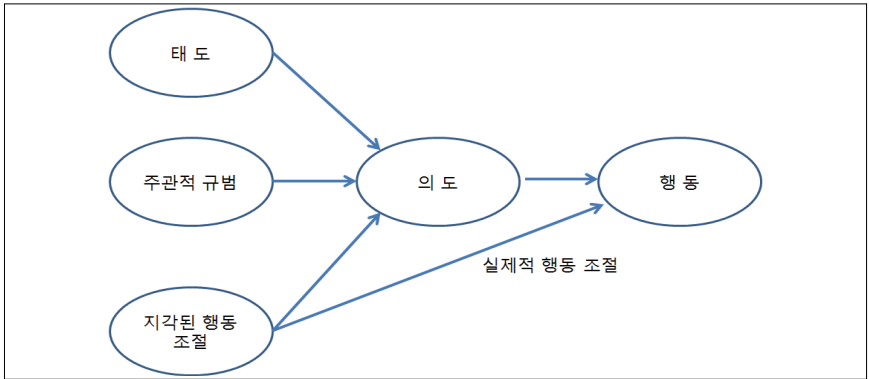 태 도
주관적 규범
의 도
행 동
실제적 행동 조절
지각된 행동
조절